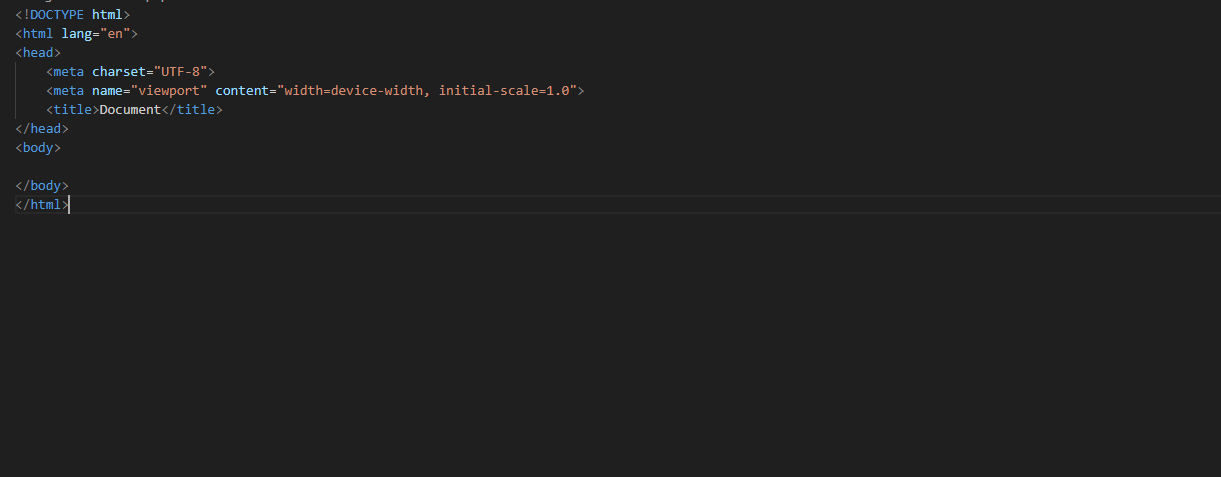 <!DOCTYPE html>
<html lang="en">
<head>
    <meta charset="UTF-8">
    <meta name="viewport" content="width=device-width, initial-scale=1.0">
    <title>Document</title>
</head>
<body>

</body>
</html>